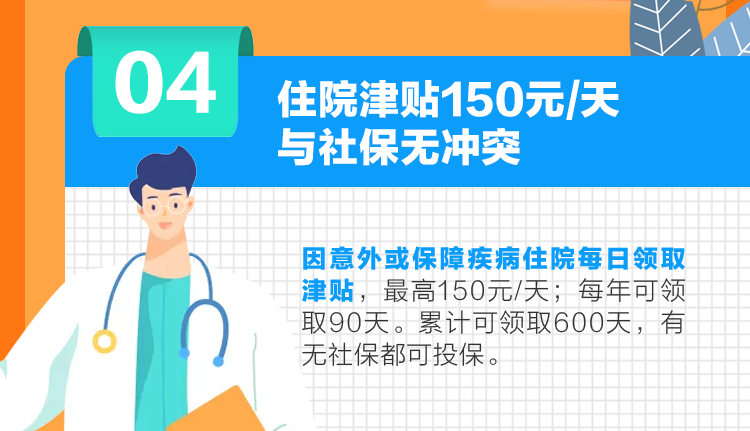 04
住院津贴150元/天
与社保无冲突
因意外或保障疾病住院每日领取
津贴，最高150元/天；每年可领
取90天。累计可领取600天，有
无社保都可投保。